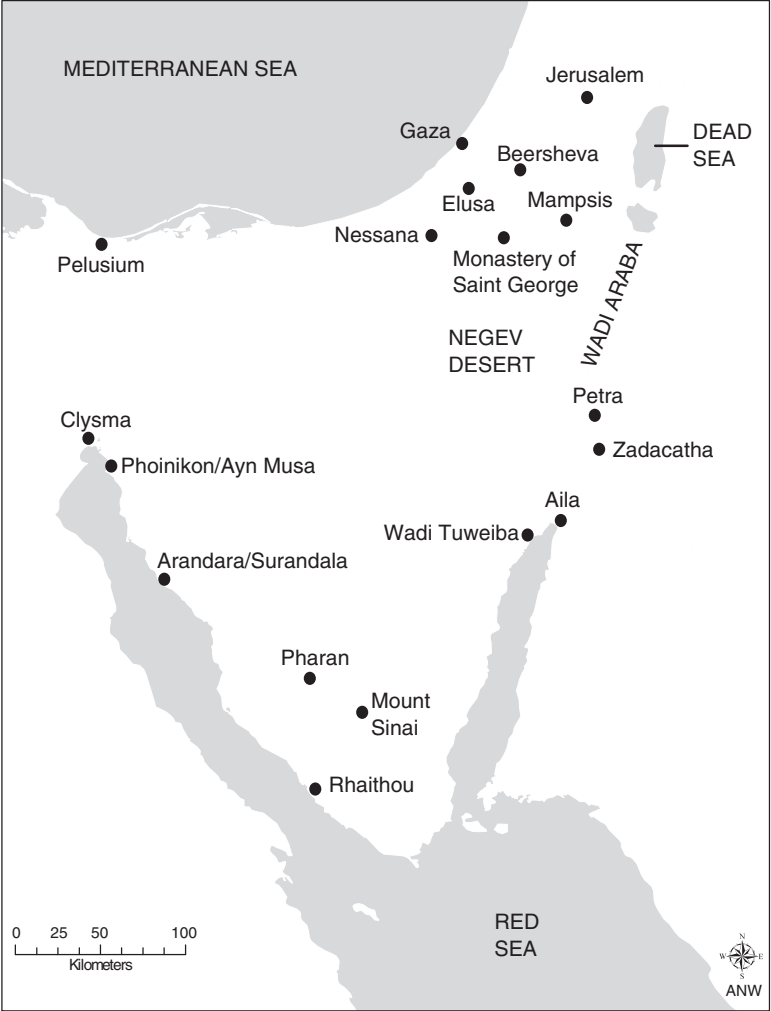 MEDITERRANEAN SEA
Jerusalem
Gaza
DEAD
SEA
Beersheva
Elusa
Mampsis
Nessana
Monastery of
Saint George
Pelusium
WADI ARABA
NEGEV
DESERT
Petra
Clysma
Zadacatha
Phoinikon/Ayn Musa
Aila
Wadi Tuweiba
Arandara/Surandala
Pharan
Mount
Sinai
Rhaithou
RED
SEA
0 25 50 100
Kilometers
N
W E
S
ANW